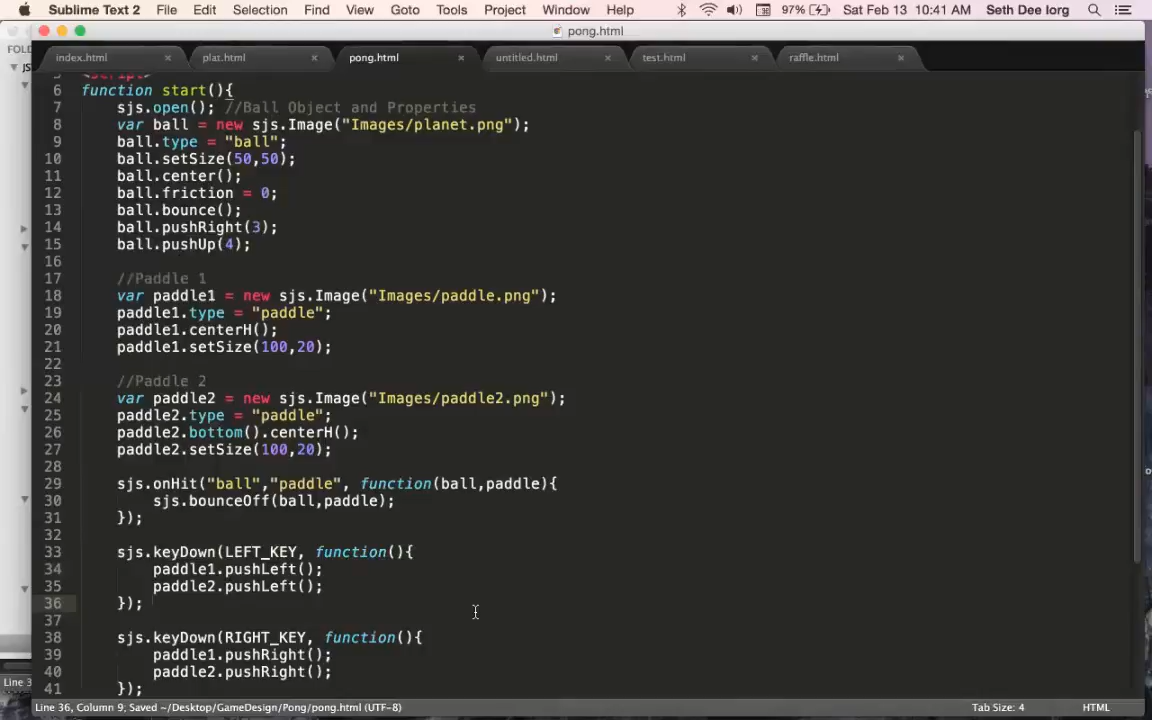 Sublime Text 2 File Edit Selection Find View Goto Tools Project Window Help 97% Sat Feb 13 10:41 AM Seth Dee Iorg
pong.html
FOL
index.html × plat.html × pong.html × untitled.html × test.html × raffle.html ×
JS
5 <script>
6 function start(){
7 sjs.open(); //Ball Object and Properties
8 var ball = new sjs.Image("Images/planet.png");
9 ball.type = "ball";
10 ball.setSize(50,50);
11 ball.center();
12 ball.friction = 0;
13 ball.bounce();
14 ball.pushRight(3);
15 ball.pushUp(4);
16
17 //Paddle 1
18 var paddle1 = new sjs.Image("Images/paddle.png");
19 paddle1.type = "paddle";
20 paddle1.centerH();
21 paddle1.setSize(100,20);
22
23 //Paddle 2
24 var paddle2 = new sjs.Image("Images/paddle2.png");
25 paddle2.type = "paddle";
26 paddle2.bottom().centerH();
27 paddle2.setSize(100,20);
28
29 sjs.onHit("ball","paddle", function(ball,paddle){
30 sjs.bounceOff(ball,paddle);
31 });
32
33 sjs.keyDown(LEFT_KEY, function(){
34 paddle1.pushLeft();
35 paddle2.pushLeft();
36 });
37
38 sjs.keyDown(RIGHT_KEY, function(){
39 paddle1.pushRight();
40 paddle2.pushRight();
41 });
Line 3
Line 36, Column 9; Saved ~/Desktop/GameDesign/Pong/pong.html (UTF-8) Tab Size: 4 HTML